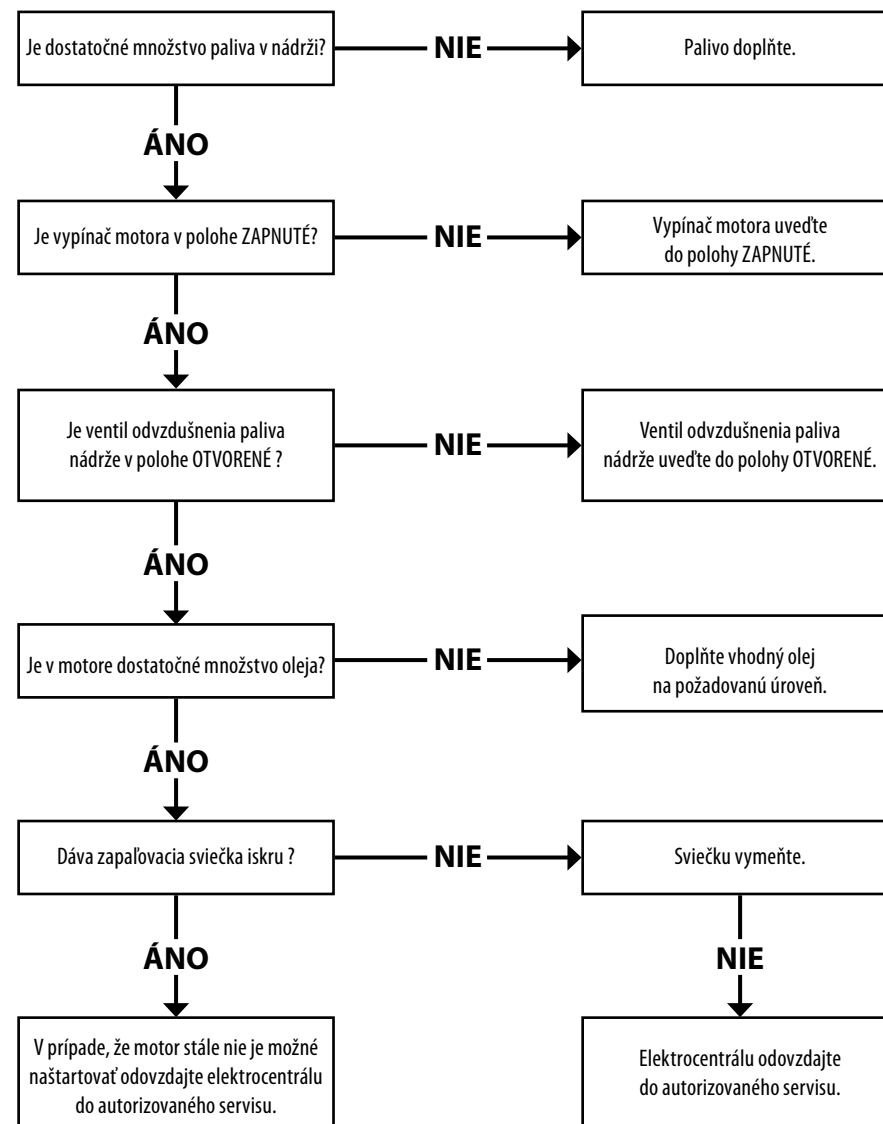 Je dostatočné množstvo paliva v nádrži?
NIE
Palivo doplňte.
ÁNO
Je vypínač motora v polohe ZAPNUTÉ?
NIE
Vypínač motora uveďte
do polohy ZAPNUTÉ.
ÁNO
Je ventil odvzdušnenia paliva
nádrže v polohe OTVORENÉ ?
NIE
Ventil odvzdušnenia paliva
nádrže uveďte do polohy OTVORENÉ.
ÁNO
Je v motore dostatočné množstvo oleja?
NIE
Doplňte vhodný olej
na požadovanú úroveň.
ÁNO
Dáva zapaľovacia sviečka iskru ?
NIE
Sviečku vymeňte.
ÁNO
NIE
V prípade, že motor stále nie je možné
naštartovať odovzdajte elektrocentrálu
do autorizovaného servisu.
Elektrocentrálu odovzdajte
do autorizovaného servisu.